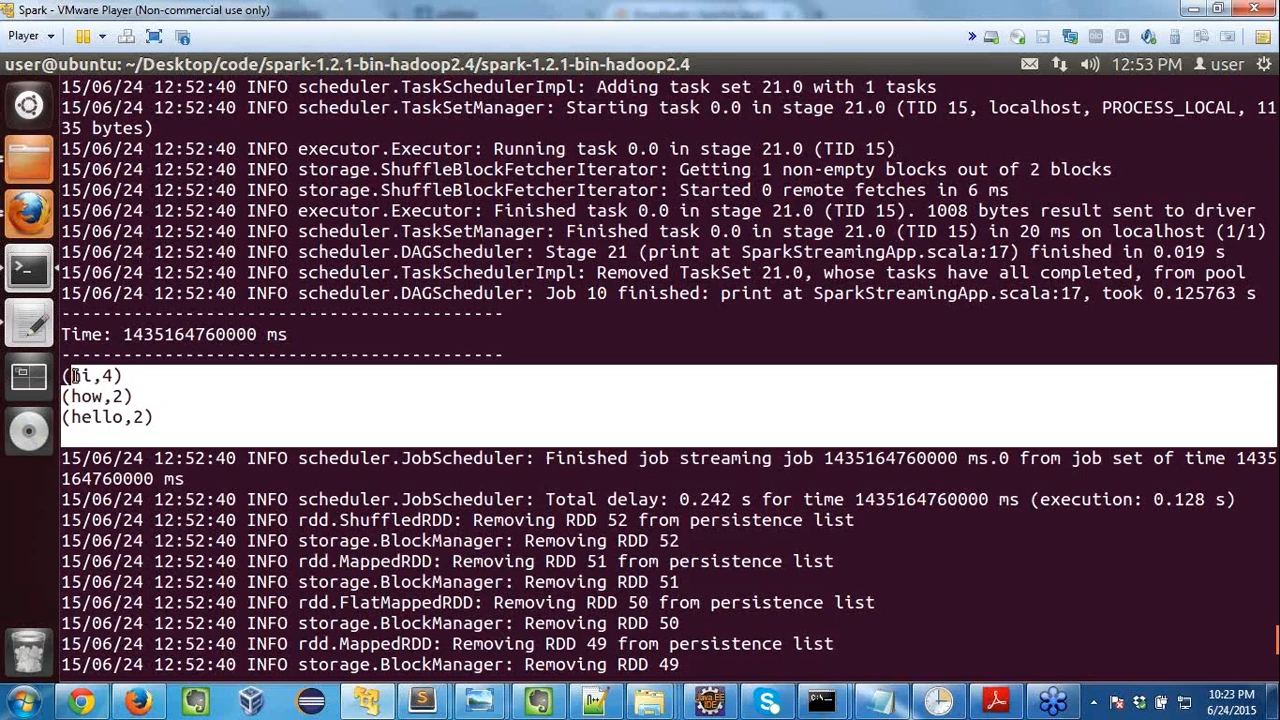 Spark - VMware Player (Non-commercial use only)
Player
user@ubuntu: ~/Desktop/code/spark-1.2.1-bin-hadoop2.4/spark-1.2.1-bin-hadoop2.4
12:53 PM
user
15/06/24 12:52:40 INFO scheduler.TaskSchedulerImpl: Adding task set 21.0 with 1 tasks
15/06/24 12:52:40 INFO scheduler.TaskSetManager: Starting task 0.0 in stage 21.0 (TID 15, localhost, PROCESS_LOCAL, 11
35 bytes)
15/06/24 12:52:40 INFO executor.Executor: Running task 0.0 in stage 21.0 (TID 15)
15/06/24 12:52:40 INFO storage.ShuffleBlockFetcherIterator: Getting 1 non-empty blocks out of 2 blocks
15/06/24 12:52:40 INFO storage.ShuffleBlockFetcherIterator: Started 0 remote fetches in 6 ms
15/06/24 12:52:40 INFO executor.Executor: Finished task 0.0 in stage 21.0 (TID 15). 1008 bytes result sent to driver
15/06/24 12:52:40 INFO scheduler.TaskSetManager: Finished task 0.0 in stage 21.0 (TID 15) in 20 ms on localhost (1/1)
15/06/24 12:52:40 INFO scheduler.DAGScheduler: Stage 21 (print at SparkStreamingApp.scala:17) finished in 0.019 s
15/06/24 12:52:40 INFO scheduler.TaskSchedulerImpl: Removed TaskSet 21.0, whose tasks have all completed, from pool
15/06/24 12:52:40 INFO scheduler.DAGScheduler: Job 10 finished: print at SparkStreamingApp.scala:17, took 0.125763 s
-------------------------------------------
Time: 1435164760000 ms
-------------------------------------------
(hi,4)
(how,2)
(hello,2)
15/06/24 12:52:40 INFO scheduler.JobScheduler: Finished job streaming job 1435164760000 ms.0 from job set of time 1435
164760000 ms
15/06/24 12:52:40 INFO scheduler.JobScheduler: Total delay: 0.242 s for time 1435164760000 ms (execution: 0.128 s)
15/06/24 12:52:40 INFO rdd.ShuffledRDD: Removing RDD 52 from persistence list
15/06/24 12:52:40 INFO storage.BlockManager: Removing RDD 52
15/06/24 12:52:40 INFO rdd.MappedRDD: Removing RDD 51 from persistence list
15/06/24 12:52:40 INFO storage.BlockManager: Removing RDD 51
15/06/24 12:52:40 INFO rdd.FlatMappedRDD: Removing RDD 50 from persistence list
15/06/24 12:52:40 INFO storage.BlockManager: Removing RDD 50
15/06/24 12:52:40 INFO rdd.MappedRDD: Removing RDD 49 from persistence list
15/06/24 12:52:40 INFO storage.BlockManager: Removing RDD 49
10:23 PM
6/24/2015